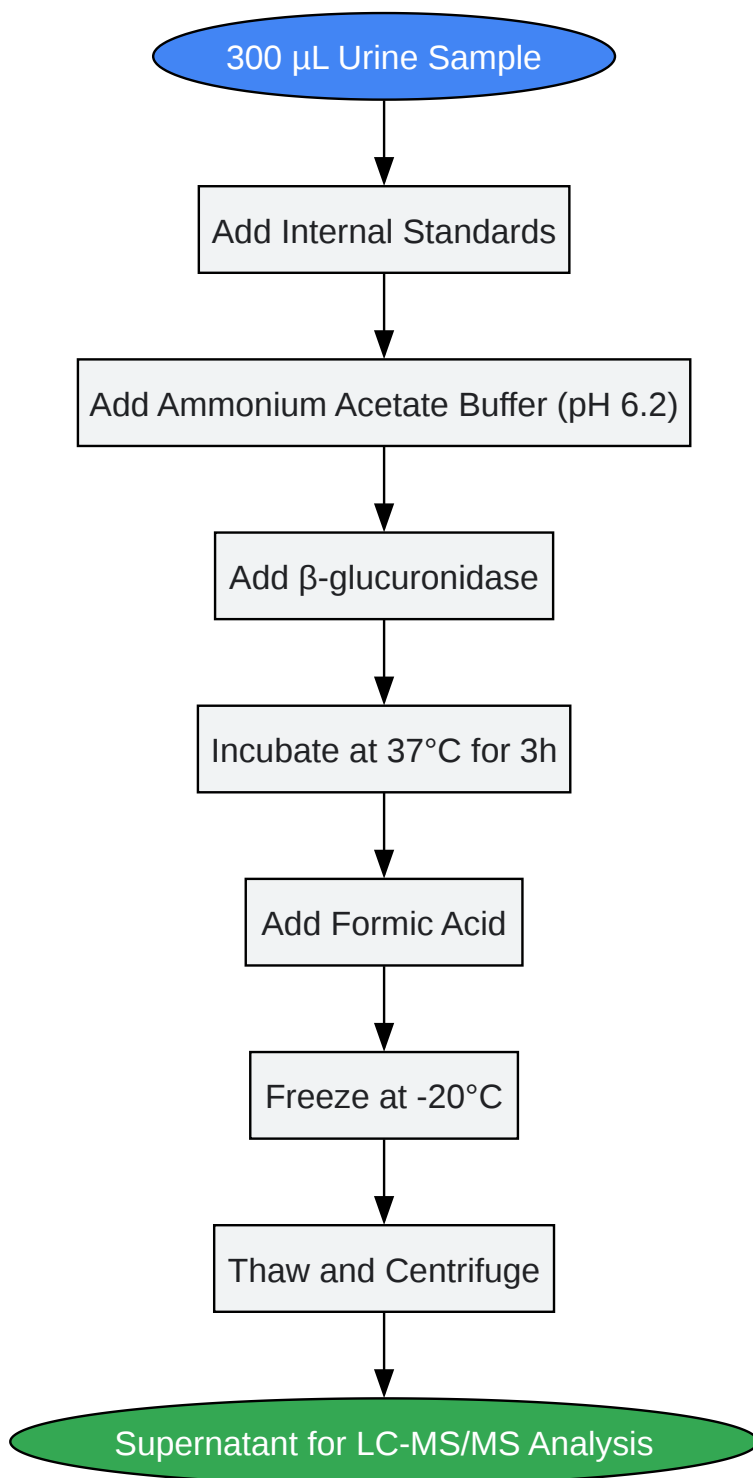 300 µL Urine Sample
Add Internal Standards
Add Ammonium Acetate Buffer (pH 6.2)
Add β-glucuronidase
Incubate at 37°C for 3h
Add Formic Acid
Freeze at -20°C
Thaw and Centrifuge
Supernatant for LC-MS/MS Analysis